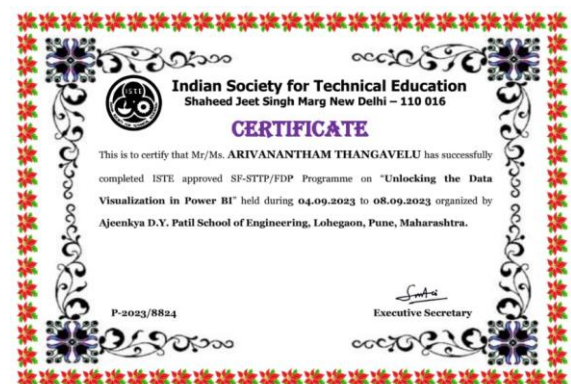 ISTE
Indian Society for Technical Education
Shaheed Jeet Singh Marg New Delhi – 110 016
CERTIFICATE
This is to certify that Mr/Ms. ARIVANANTHAM THANGAVELU has successfully
completed ISTE approved SF-STTP/FDP Programme on "Unlocking the Data
Visualization in Power BI" held during 04.09.2023 to 08.09.2023 organized by
Ajeenkya D.Y. Patil School of Engineering, Lohegaon, Pune, Maharashtra.
P-2023/8824
Executive Secretary